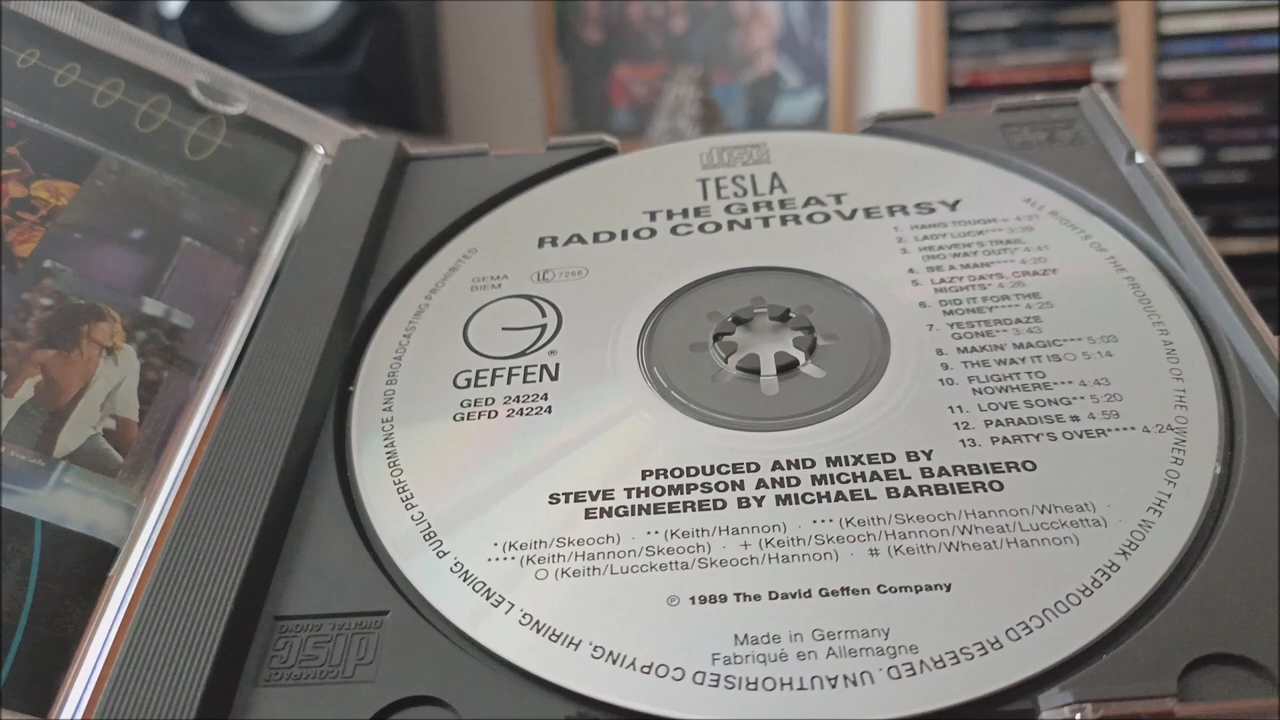 disc
TESLA
THE GREAT
RADIO CONTROVERSY
GEMA
BIEM
LC 7266
GEFFEN®
GED 24224
GEFD 24224
1. HANG TOUGH+ 4:21
2. LADY LUCK*** 3:39
3. HEAVEN'S TRAIL
(NO WAY OUT)* 4:41
4. BE A MAN**** 4:20
5. LAZY DAYS, CRAZY
NIGHTS* 4:26
6. DID IT FOR THE
MONEY**** 4:25
7. YESTERDAZE
GONE** 3:43
8. MAKIN' MAGIC*** 5:03
9. THE WAY IT IS○ 5:14
10. FLIGHT TO
NOWHERE*** 4:43
11. LOVE SONG** 5:20
12. PARADISE # 4:59
13. PARTY'S OVER**** 4:24
PRODUCED AND MIXED BY
STEVE THOMPSON AND MICHAEL BARBIERO
ENGINEERED BY MICHAEL BARBIERO
* (Keith/Skeoch) · ** (Keith/Hannon) · *** (Keith/Skeoch/Hannon/Wheat) ·
**** (Keith/Hannon/Skeoch) · + (Keith/Skeoch/Hannon/Wheat/Luccketta) ·
○ (Keith/Luccketta/Skeoch/Hannon) · # (Keith/Wheat/Hannon)
℗ 1989 The David Geffen Company
Made in Germany
Fabriqué en Allemagne
ALL RIGHTS OF THE PRODUCER AND OF THE OWNER OF THE WORK REPRODUCED RESERVED. UNAUTHORISED COPYING, HIRING, LENDING, PUBLIC PERFORMANCE AND BROADCASTING PROHIBITED
COMPACT
disc
DIGITAL AUDIO